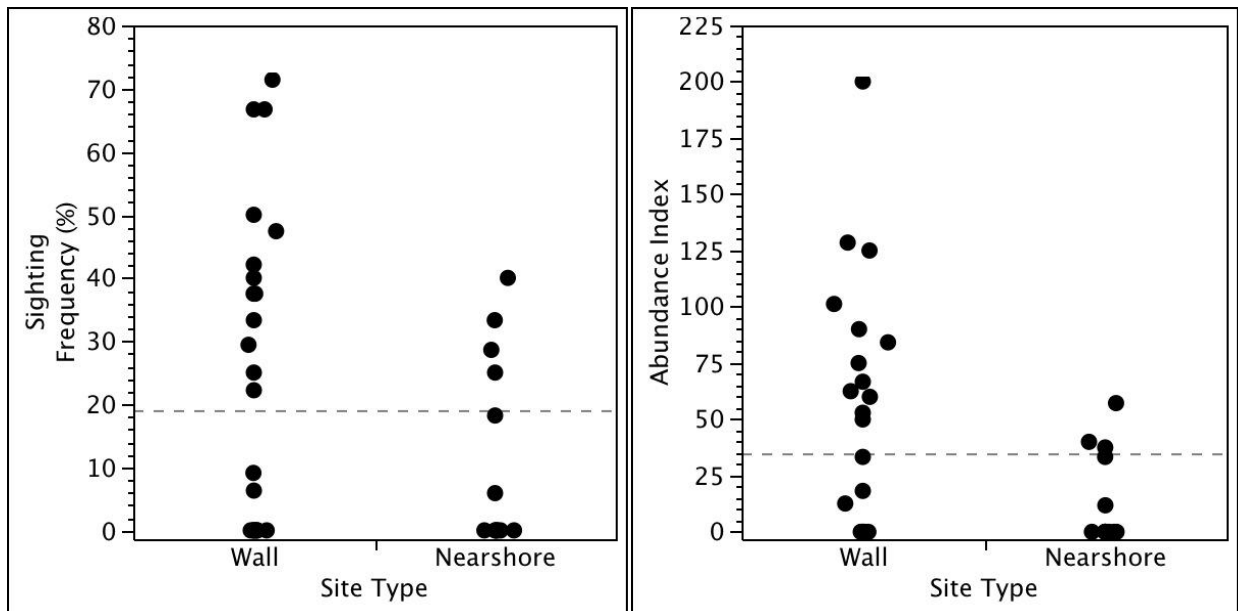 80
70
60
50
40
30
20
10
0
Sighting
Frequency (%)
Wall
Nearshore
Site Type
225
200
175
150
125
100
75
50
25
0
Abundance Index
Wall
Nearshore
Site Type